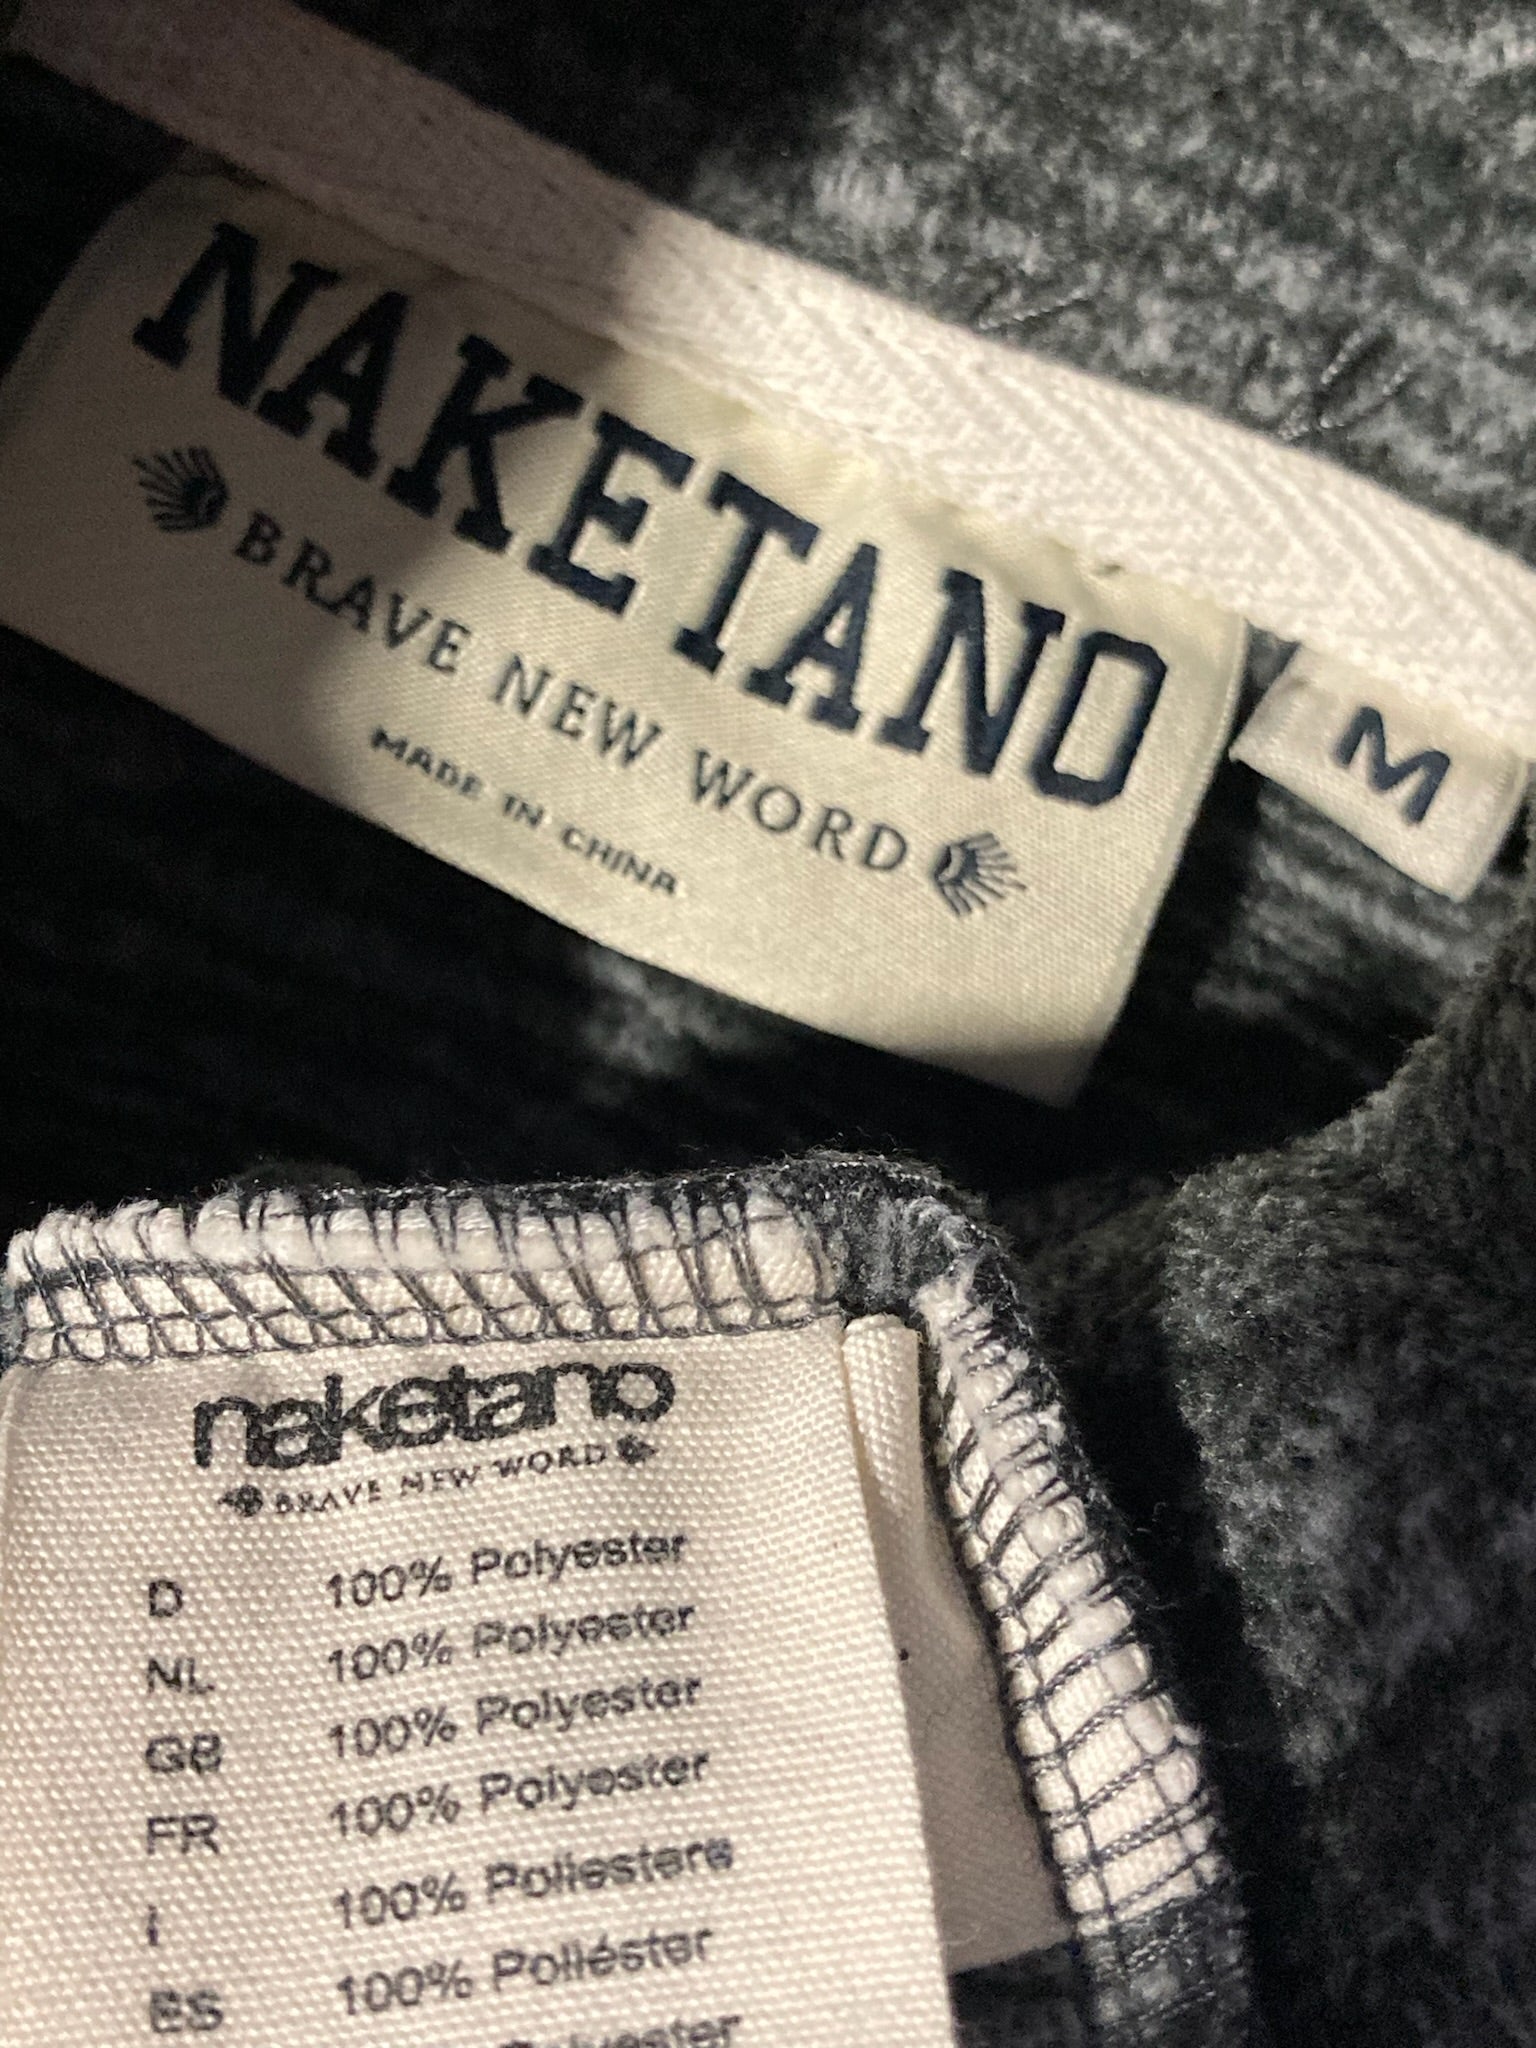 NAKETANO
BRAVE NEW WORD
MADE IN CHINA
M
naketano
BRAVE NEW WORD
D 100% Polyester
NL 100% Polyester
GB 100% Polyester
FR 100% Polyester
I 100% Poliestere
ES 100% Poliéster
Polyester